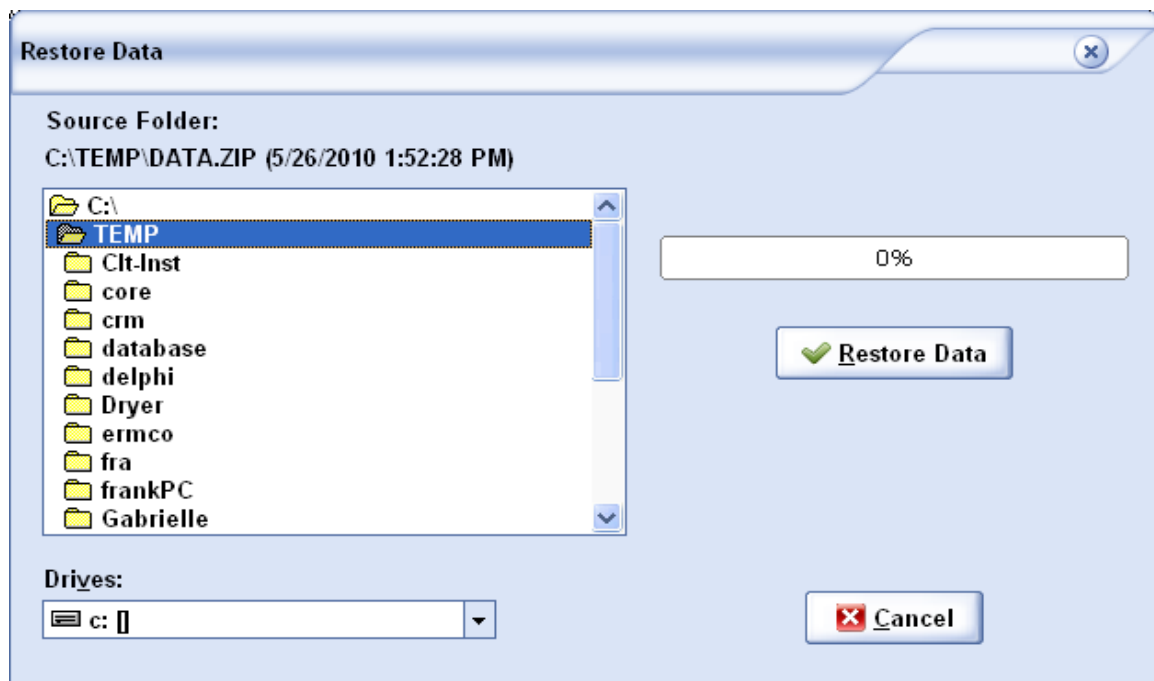 Restore Data
Source Folder:
C:\TEMP\DATA.ZIP (5/26/2010 1:52:28 PM)
C:\
TEMP
Clt-Inst
core
crm
database
delphi
Dryer
ermco
fra
frankPC
Gabrielle
0%
Restore Data
Drives:
c: []
Cancel